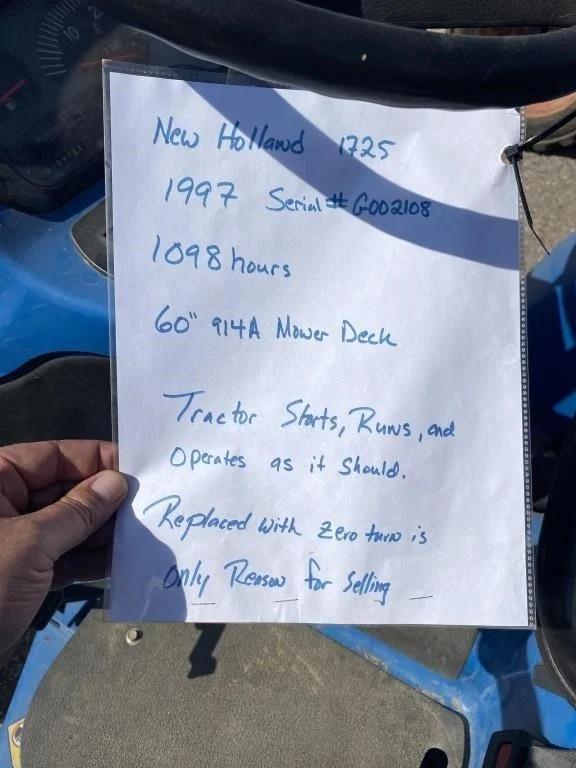 New Holland 1725
1997 Serial # G002108
1098 hours
60" 914A Mower Deck
Tractor Starts, Runs, and
Operates as it Should.
Replaced with Zero turn is
only Reason for Selling